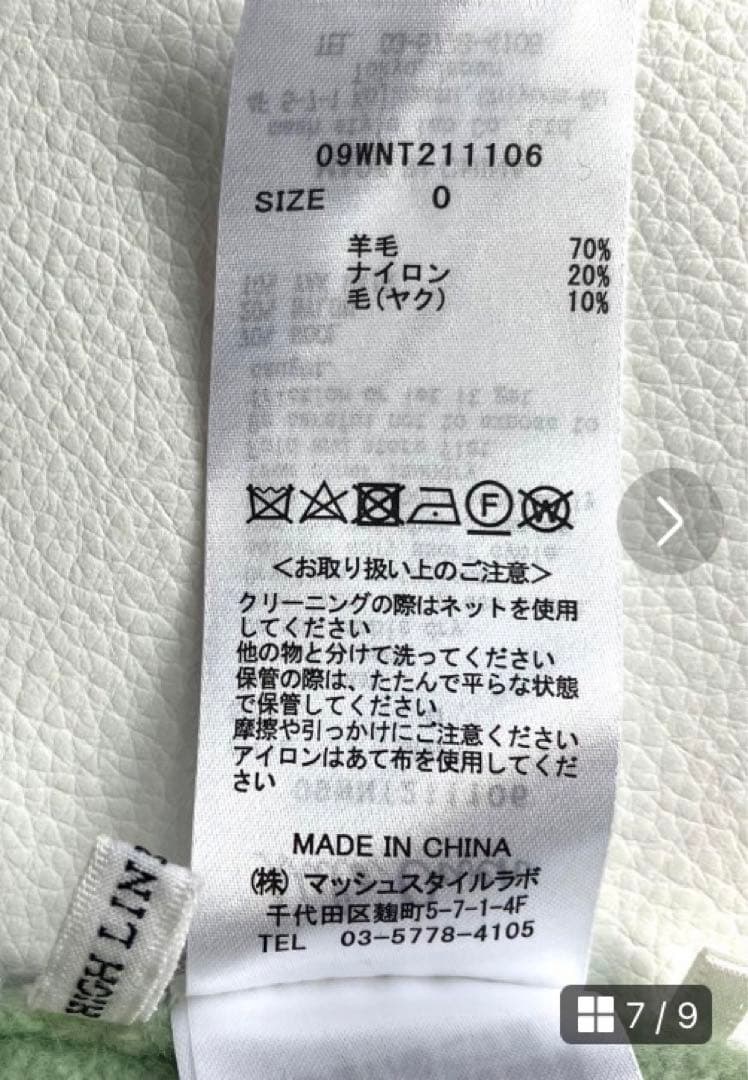 09WNT211106
SIZE 0
羊毛 70%
ナイロン 20%
毛(ヤク) 10%
F W
<お取り扱い上のご注意>
クリーニングの際はネットを使用
してください
他の物と分けて洗ってください
保管の際は、たたんで平らな状態
で保管してください
摩擦や引っかけにご注意ください
アイロンはあて布を使用してくだ
さい
MADE IN CHINA
(株) マッシュスタイルラボ
千代田区麹町5-7-1-4F
TEL 03-5778-4105
HIGH LIN
7 / 9